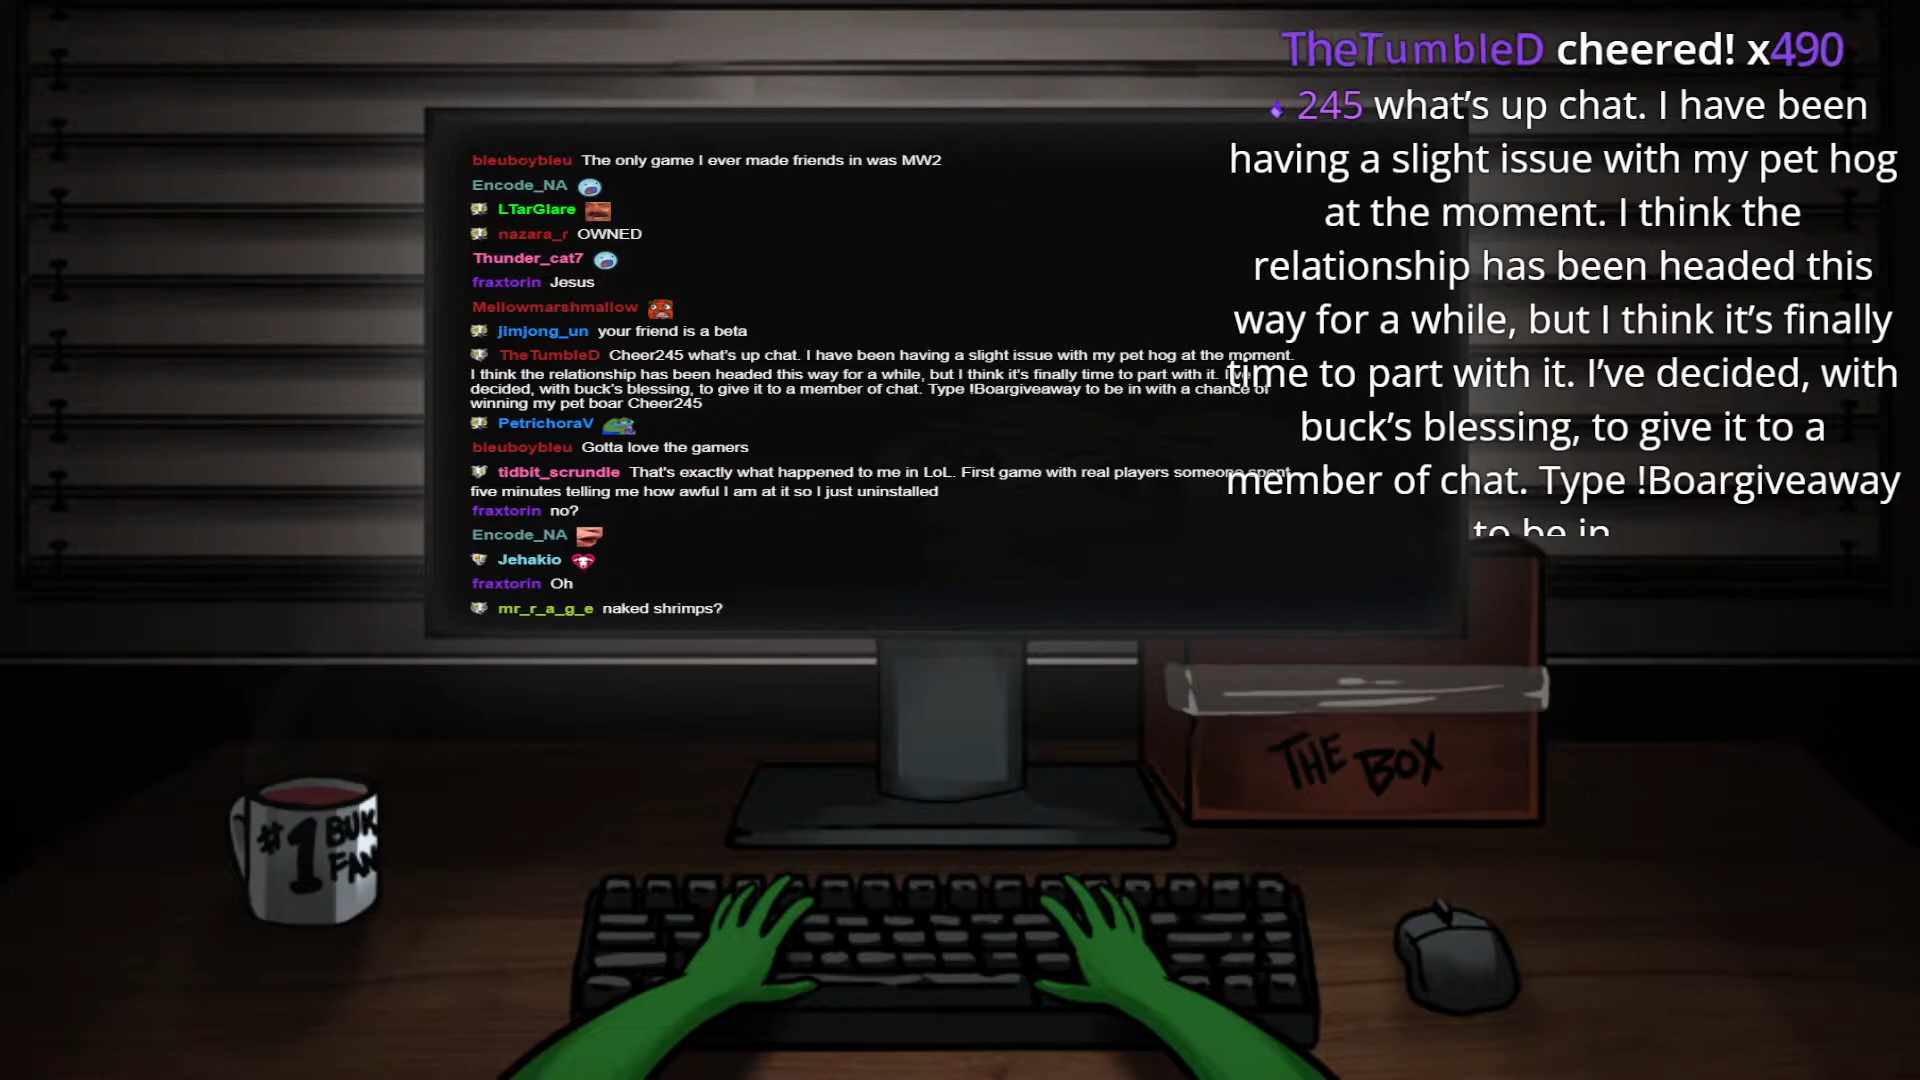 TheTumbleD cheered! x490
245 what's up chat. I have been
having a slight issue with my pet hog
at the moment. I think the
relationship has been headed this
way for a while, but I think it's finally
time to part with it. I've decided, with
buck's blessing, to give it to a
member of chat. Type !Boargiveaway
to be in
bleuboybleu The only game I ever made friends in was MW2
Encode_NA
LTarGlare
nazara_r OWNED
Thunder_cat7
fraxtorin Jesus
Mellowmarshmallow
jimjong_un your friend is a beta
TheTumbleD Cheer245 what's up chat. I have been having a slight issue with my pet hog at the moment.
I think the relationship has been headed this way for a while, but I think it's finally time to part with it. I've
decided, with buck's blessing, to give it to a member of chat. Type !Boargiveaway to be in with a chance of
winning my pet boar Cheer245
PetrichoraV
bleuboybleu Gotta love the gamers
tidbit_scrundle That's exactly what happened to me in LoL. First game with real players someone spent
five minutes telling me how awful I am at it so I just uninstalled
fraxtorin no?
Encode_NA
Jehakio
fraxtorin Oh
mr_r_a_g_e naked shrimps?
THE BOX
#1 BUK
FAN